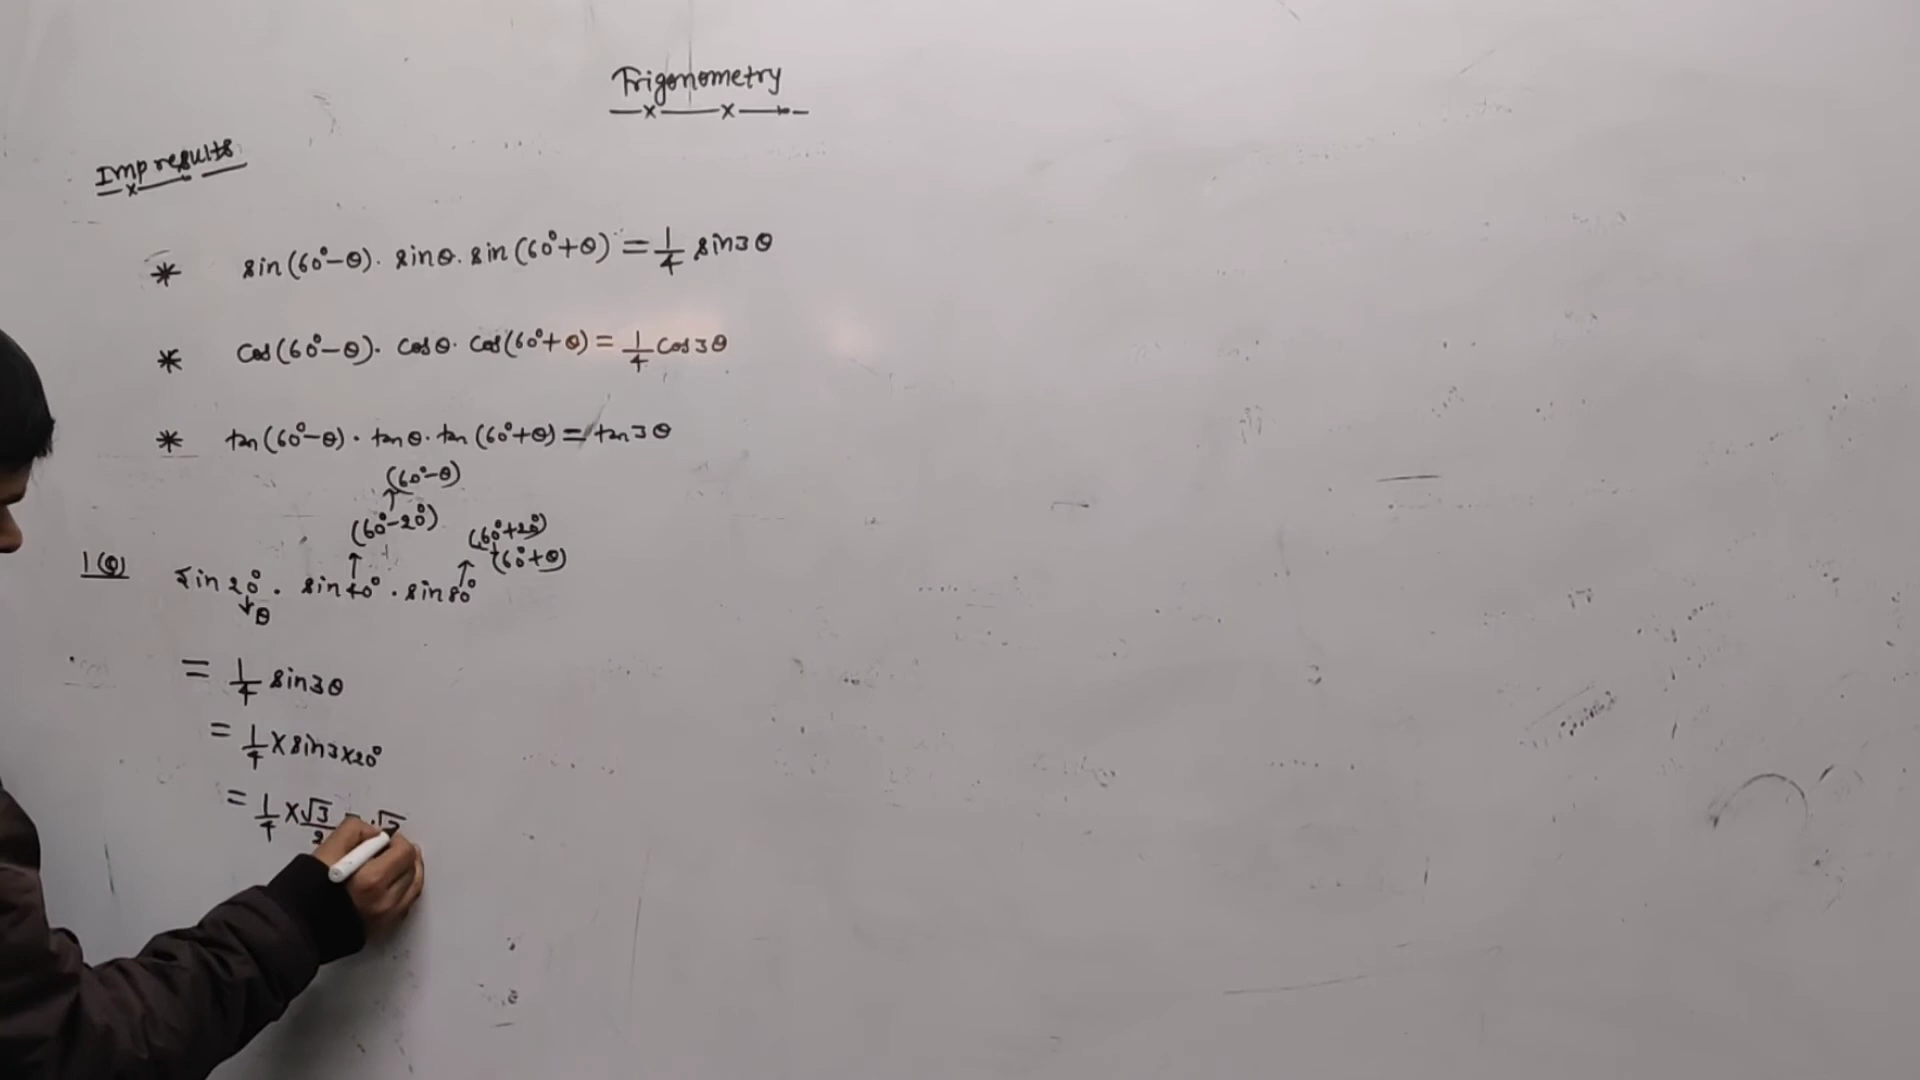 Trigonometry
Imp results
* sin(60°-θ). sinθ. sin(60°+θ) = 1/4 sin3θ
* Cos(60°-θ). Cosθ. Cos(60°+θ) = 1/4 Cos3θ
* tan(60°-θ). tanθ. tan(60°+θ) = tan3θ
(60°-θ)
(60°-20°) (60°+20°)
(60°+θ)
1(Q) sin20°. sin40°. sin80°
θ
= 1/4 sin3θ
= 1/4 × sin3×20°
= 1/4 × √3/2